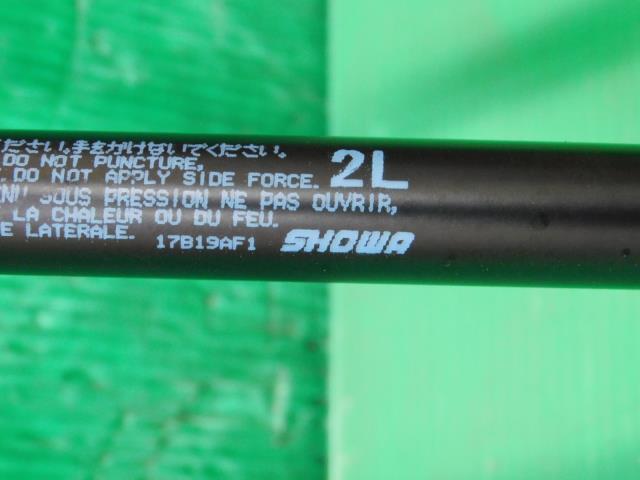 ださい。手をかけないでください。
DO NOT PUNCTURE,
DO NOT APPLY SIDE FORCE.
2L
SOUS PRESSION NE PAS OUVRIR,
LA CHALEUR OU DU FEU.
LATERALE.
17B19AF1
SHOWA